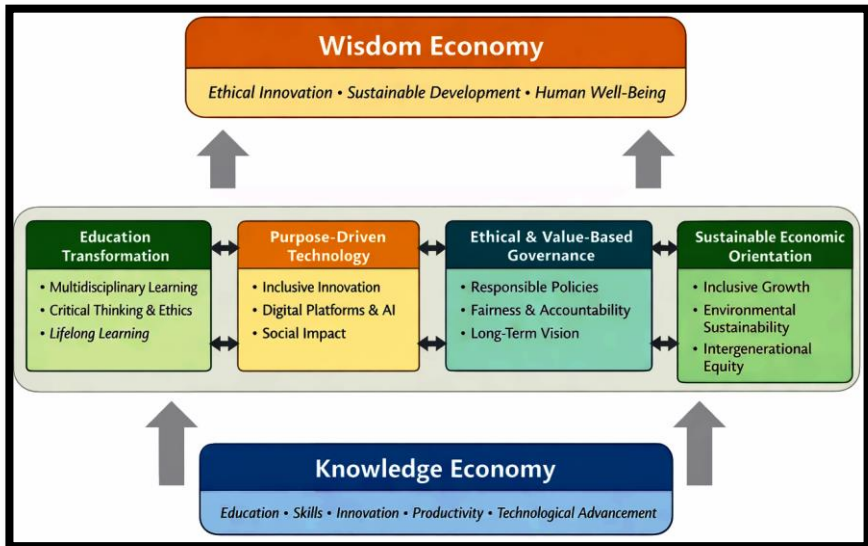 Wisdom Economy
Ethical Innovation • Sustainable Development • Human Well-Being
Education
Transformation
• Multidisciplinary Learning
• Critical Thinking & Ethics
• Lifelong Learning
Purpose-Driven
Technology
• Inclusive Innovation
• Digital Platforms & AI
• Social Impact
Ethical & Value-Based
Governance
• Responsible Policies
• Fairness & Accountability
• Long-Term Vision
Sustainable Economic
Orientation
• Inclusive Growth
• Environmental
Sustainability
• Intergenerational
Equity
Knowledge Economy
Education • Skills • Innovation • Productivity • Technological Advancement